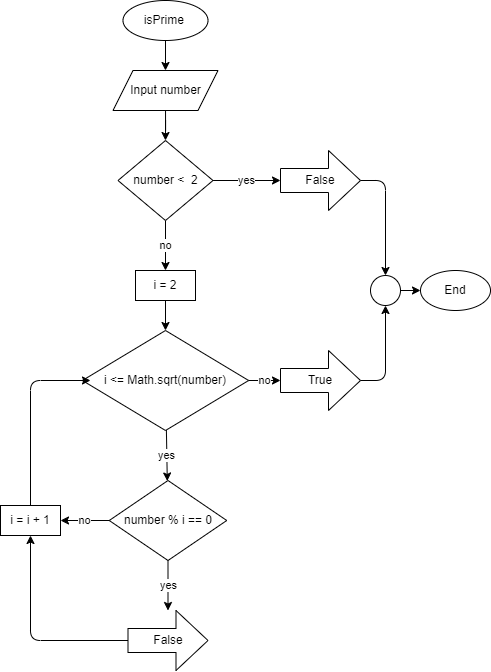 isPrime
Input number
number < 2
yes
False
no
i = 2
End
i <= Math.sqrt(number)
no
True
yes
i = i + 1
no
number % i == 0
yes
False